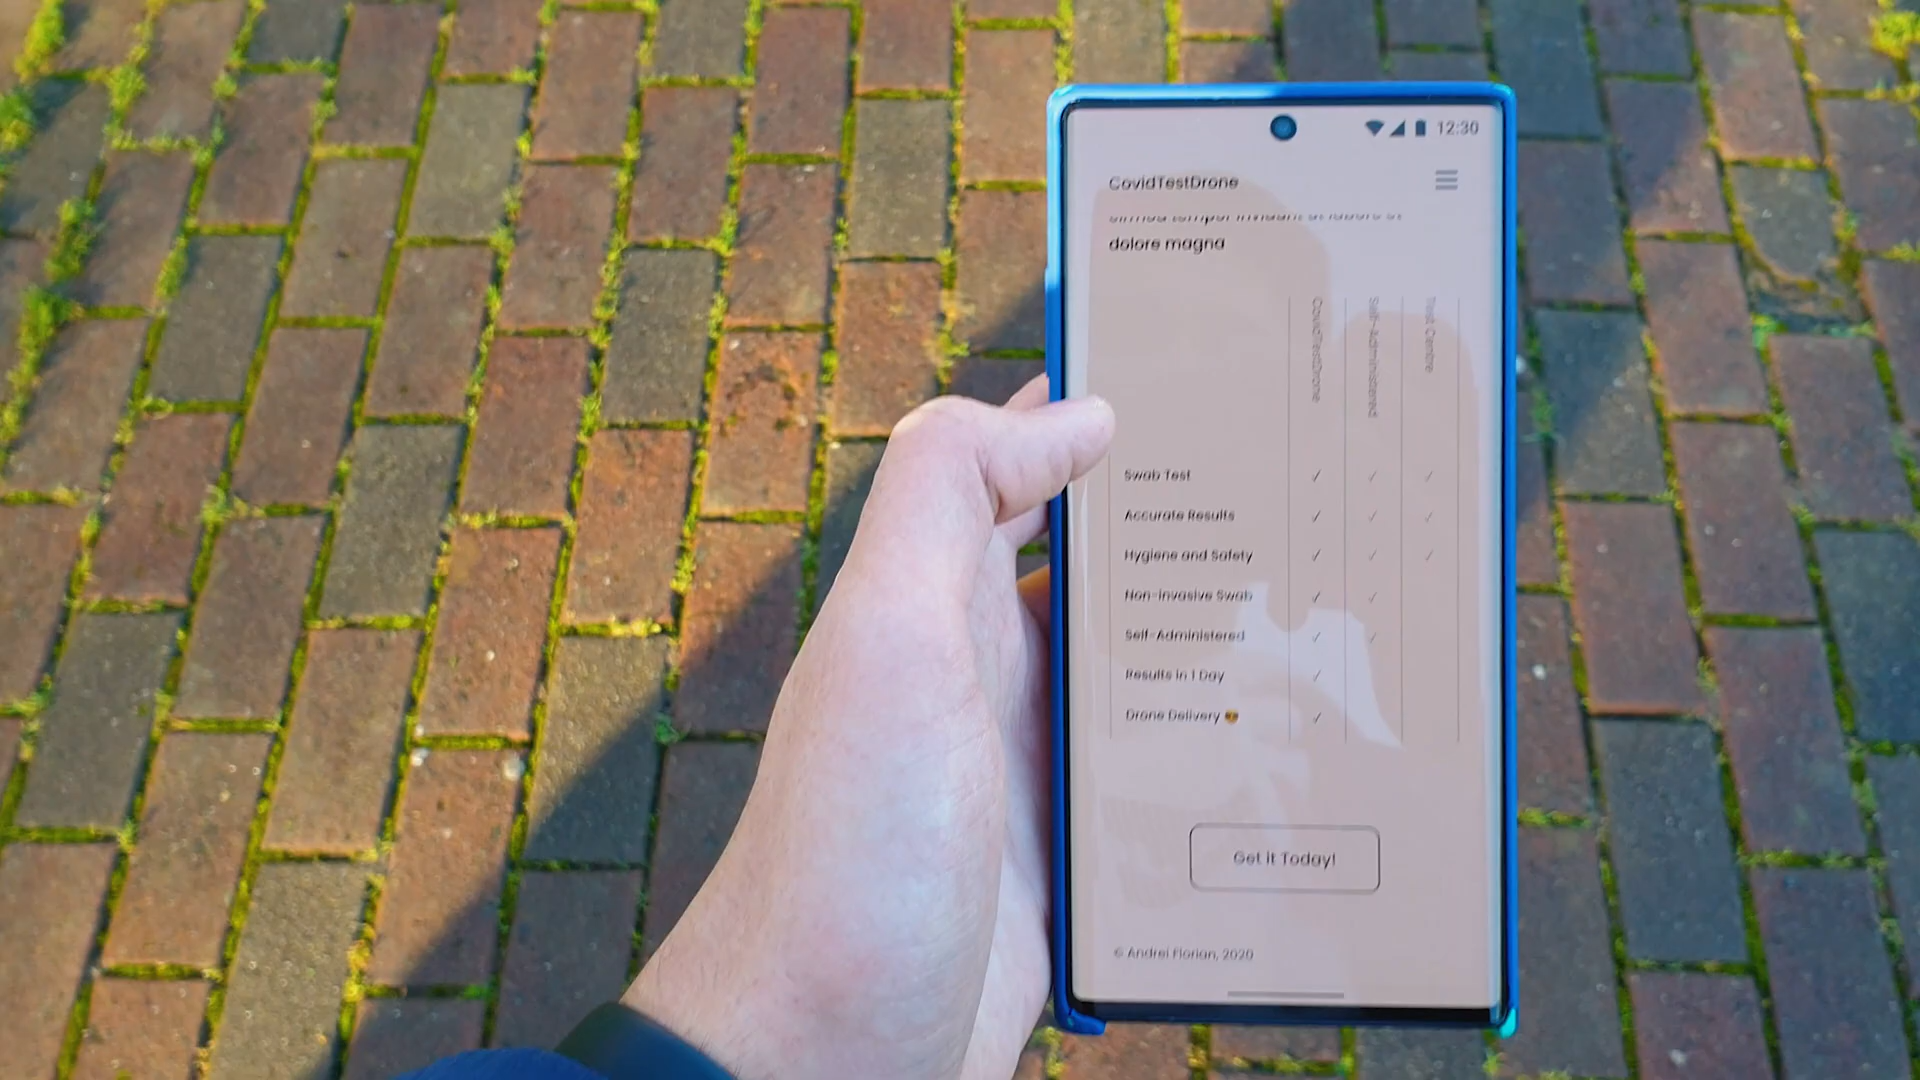 12:30
CovidTestDrone
dolore magna
CovidTestDrone
Self-Administered
Test Centre
Swab Test ✓ ✓ ✓
Accurate Results ✓ ✓ ✓
Hygiene and Safety ✓ ✓ ✓
Non-Invasive Swab ✓ ✓
Self-Administered ✓ ✓
Results in 1 Day ✓
Drone Delivery 😎 ✓
Get it Today!
© Andrei Florian, 2020